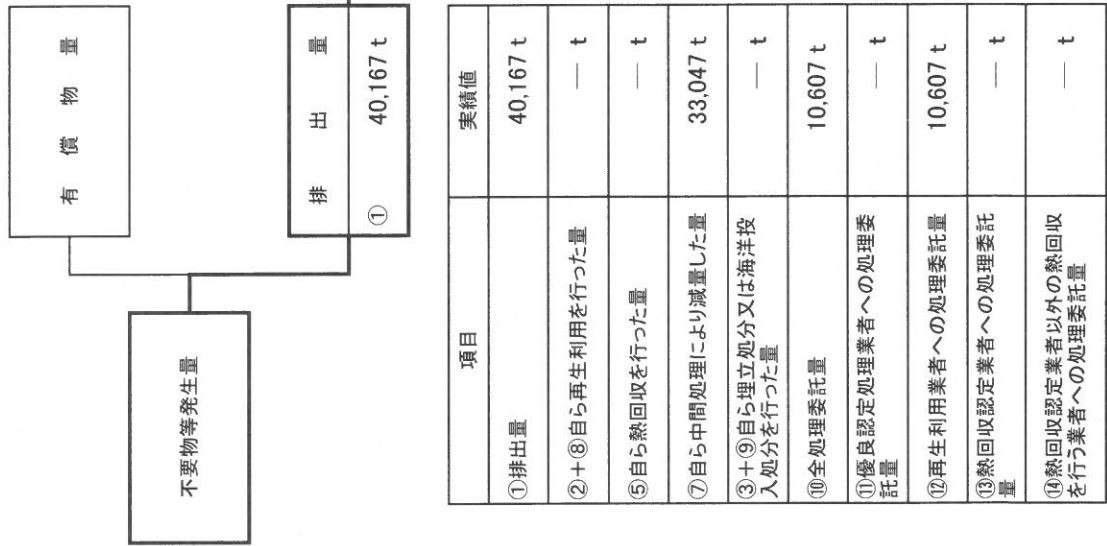 有償物量
不要物等発生量
排出量
① 40,167 t
項目 実績値
①排出量 40,167 t
②+⑧自ら再生利用を行った量 ― t
⑤自ら熱回収を行った量 ― t
⑦自ら中間処理により減量した量 33,047 t
③+⑨自ら埋立処分又は海洋投
入処分を行った量 ― t
⑩全処理委託量 10,607 t
⑪優良認定処理業者への処理委
託量 ― t
⑫再生利用業者への処理委託量 10,607 t
⑬熱回収認定業者への処理委託
量 ― t
⑭熱回収認定業者以外の熱回収
を行う業者への処理委託量 ― t